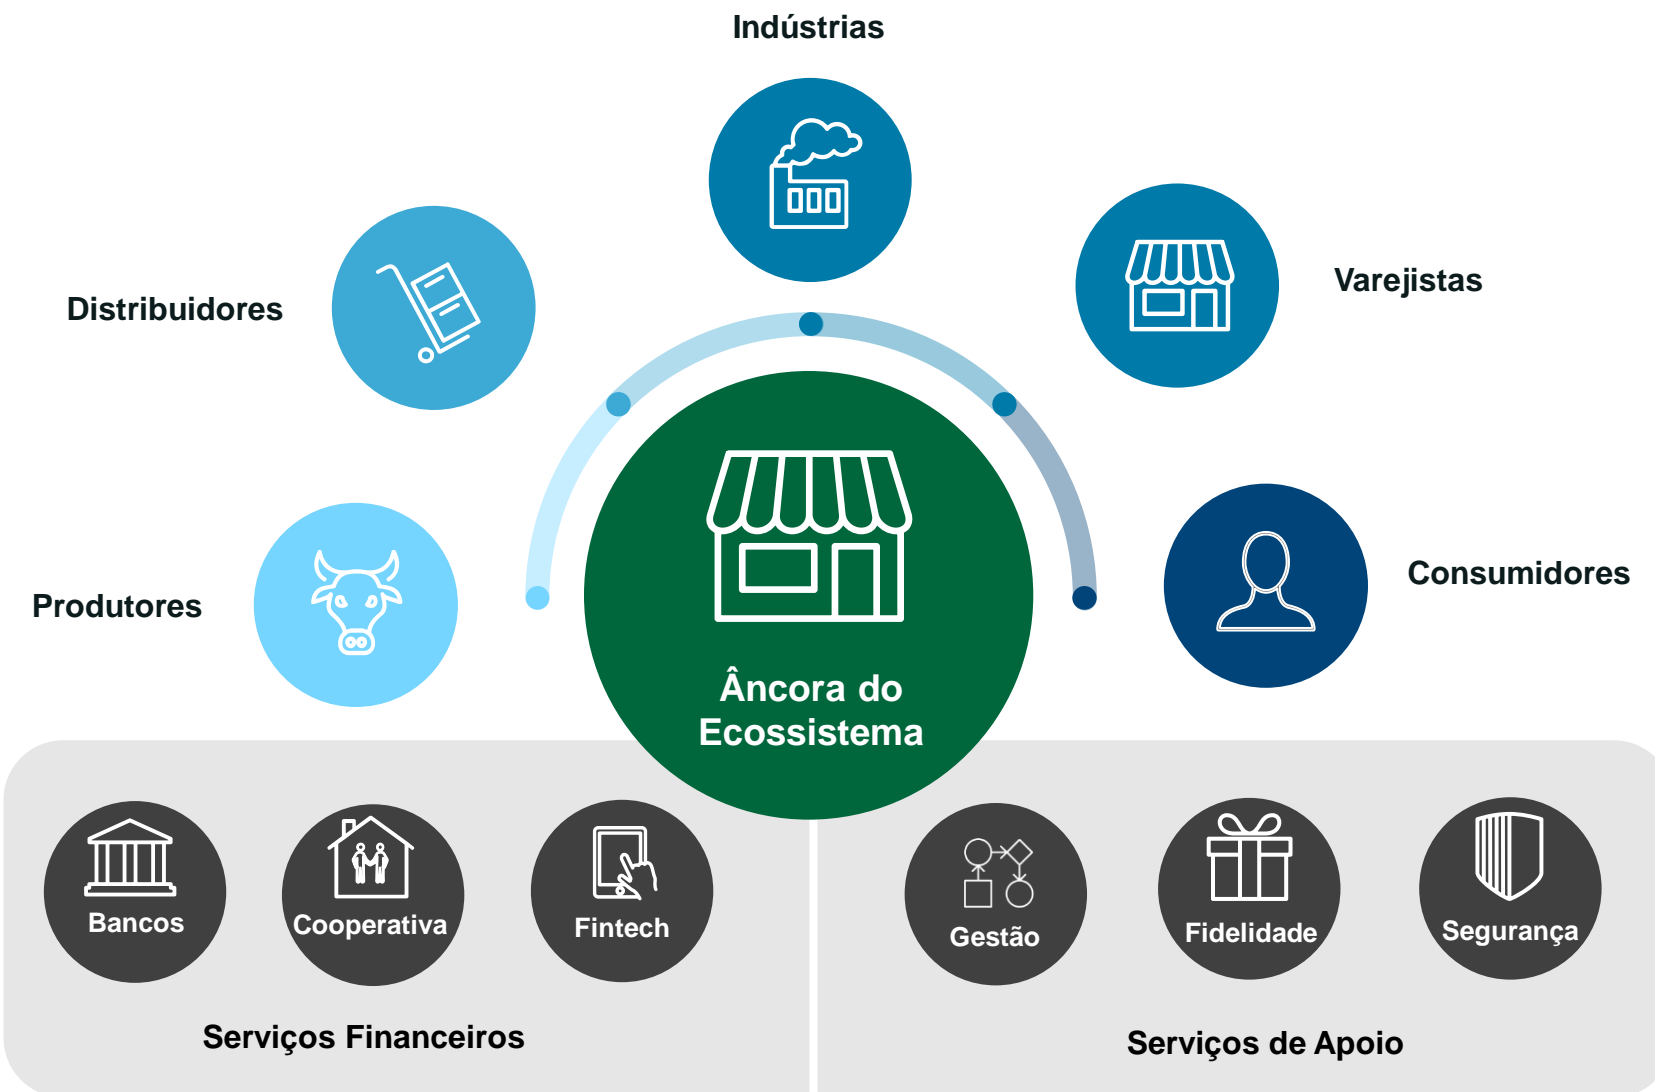 Indústrias
Varejistas
Distribuidores
Consumidores
Produtores
Âncora do
Ecossistema
Bancos
Cooperativa
Fintech
Gestão
Fidelidade
Segurança
Serviços Financeiros
Serviços de Apoio